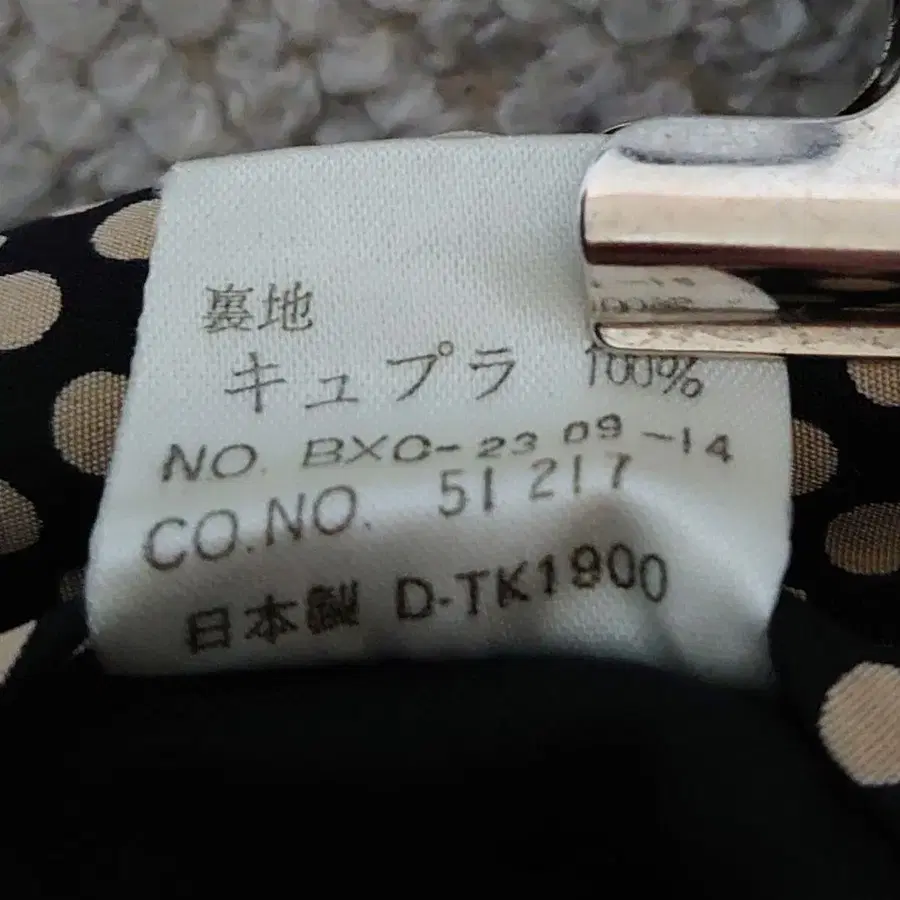 裏地
キュプラ 100%
NO. BXC-23 09-14
CO.NO. 51 217
日本製 D-TK1900